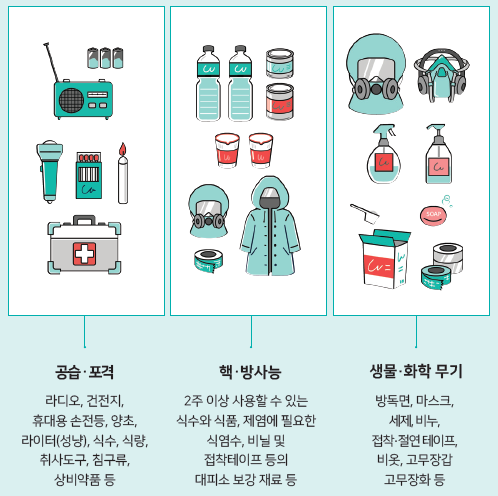 SOAP
공습·포격
라디오, 건전지,
휴대용 손전등, 양초,
라이터(성냥), 식수, 식량,
취사도구, 침구류,
상비약품 등
핵·방사능
2주 이상 사용할 수 있는
식수와 식품, 제염에 필요한
식염수, 비닐 및
접착테이프 등의
대피소 보강 재료 등
생물·화학 무기
방독면, 마스크,
세제, 비누,
접착·절연 테이프,
비옷, 고무장갑
고무장화 등